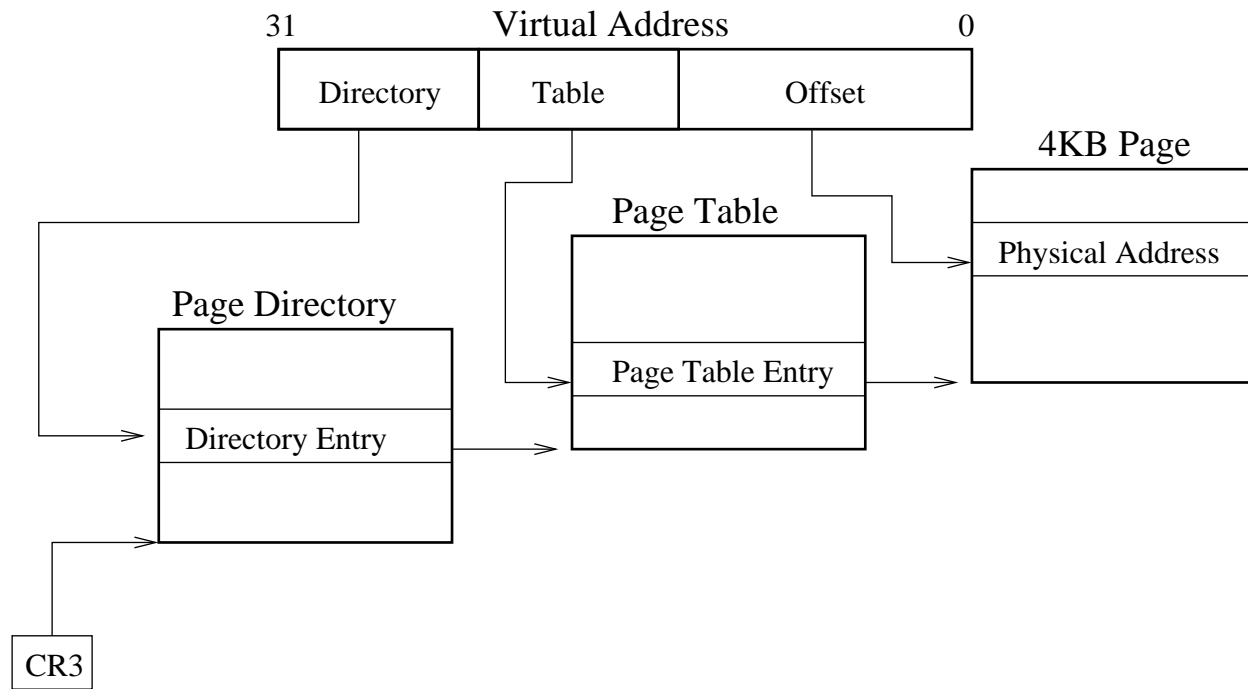 31
Virtual Address
0
Directory
Table
Offset
4KB Page
Page Table
Physical Address
Page Directory
Page Table Entry
Directory Entry
CR3